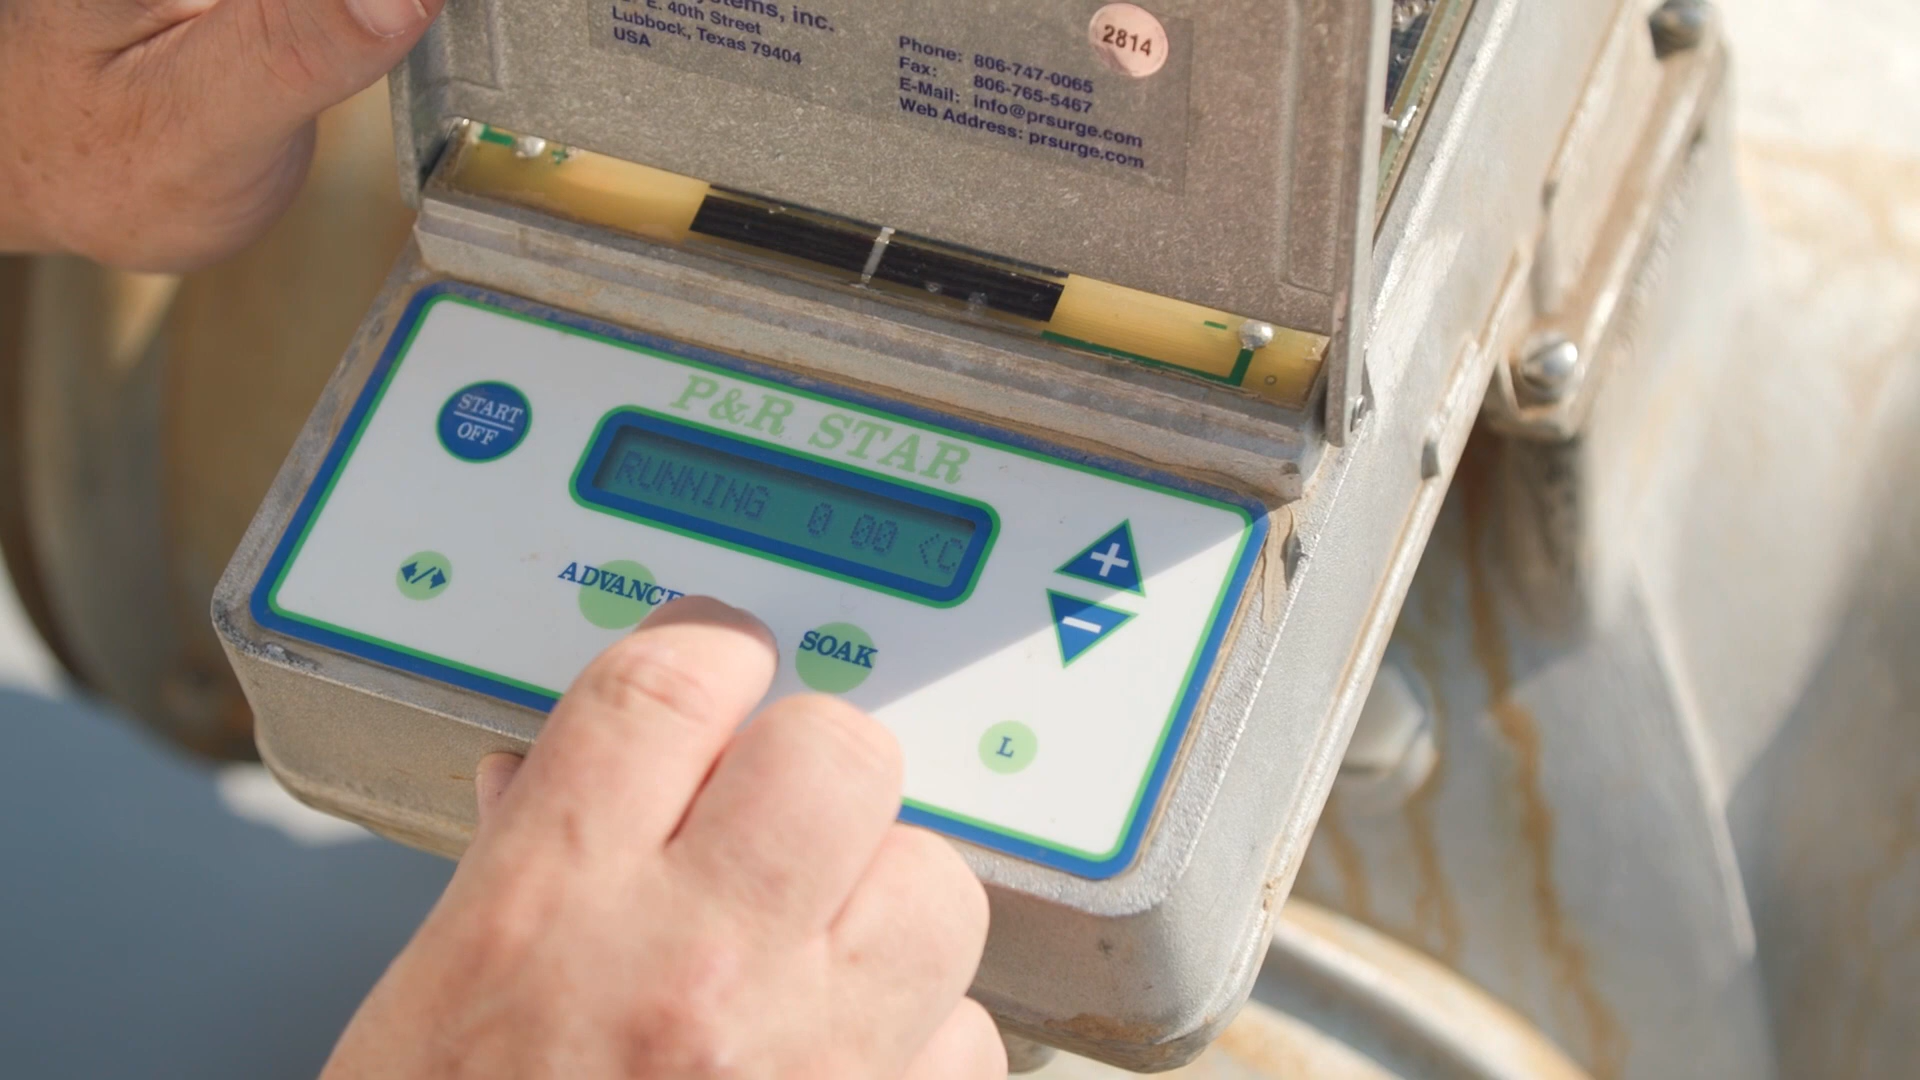 ystems, inc.
E. 40th Street
Lubbock, Texas 79404
USA
2814
Phone: 806-747-0065
Fax: 806-765-5467
E-Mail: info@prsurge.com
Web Address: prsurge.com
+
-
P&R STAR
START
OFF
RUNNING 0 00 <C
+
-
</>
ADVANCE
SOAK
L